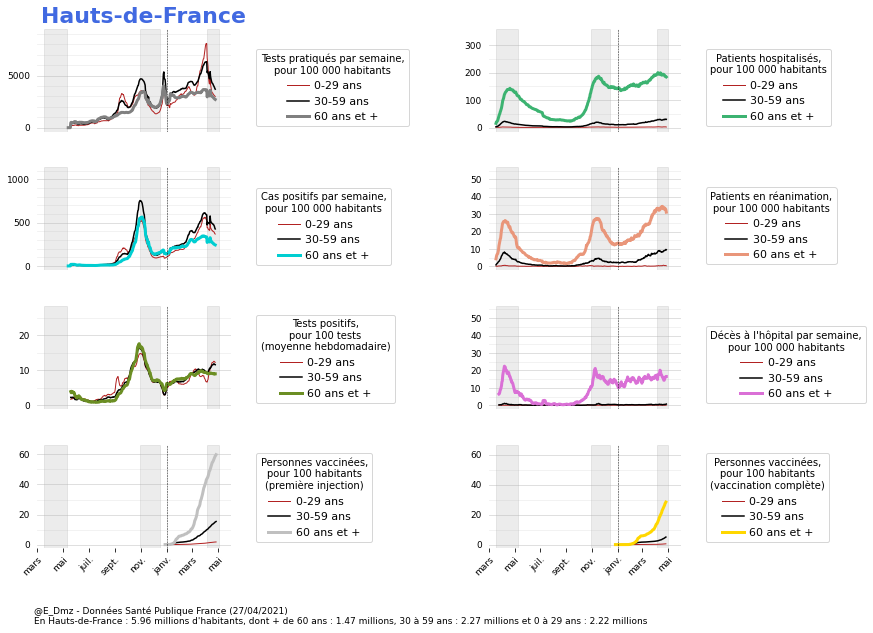 Hauts-de-France
5000
0
Tests pratiqués par semaine,
pour 100 000 habitants
0-29 ans
30-59 ans
60 ans et +
300
200
100
0
Patients hospitalisés,
pour 100 000 habitants
0-29 ans
30-59 ans
60 ans et +
1000
500
0
Cas positifs par semaine,
pour 100 000 habitants
0-29 ans
30-59 ans
60 ans et +
50
40
30
20
10
0
Patients en réanimation,
pour 100 000 habitants
0-29 ans
30-59 ans
60 ans et +
20
10
0
Tests positifs,
pour 100 tests
(moyenne hebdomadaire)
0-29 ans
30-59 ans
60 ans et +
50
40
30
20
10
0
Décès à l'hôpital par semaine,
pour 100 000 habitants
0-29 ans
30-59 ans
60 ans et +
60
40
20
0
mars
mai
juil.
sept.
nov.
janv.
mars
mai
Personnes vaccinées,
pour 100 habitants
(première injection)
0-29 ans
30-59 ans
60 ans et +
60
40
20
0
mars
mai
juil.
sept.
nov.
janv.
mars
mai
Personnes vaccinées,
pour 100 habitants
(vaccination complète)
0-29 ans
30-59 ans
60 ans et +
@E_Dmz - Données Santé Publique France (27/04/2021)
En Hauts-de-France : 5.96 millions d'habitants, dont + de 60 ans : 1.47 millions, 30 à 59 ans : 2.27 millions et 0 à 29 ans : 2.22 millions